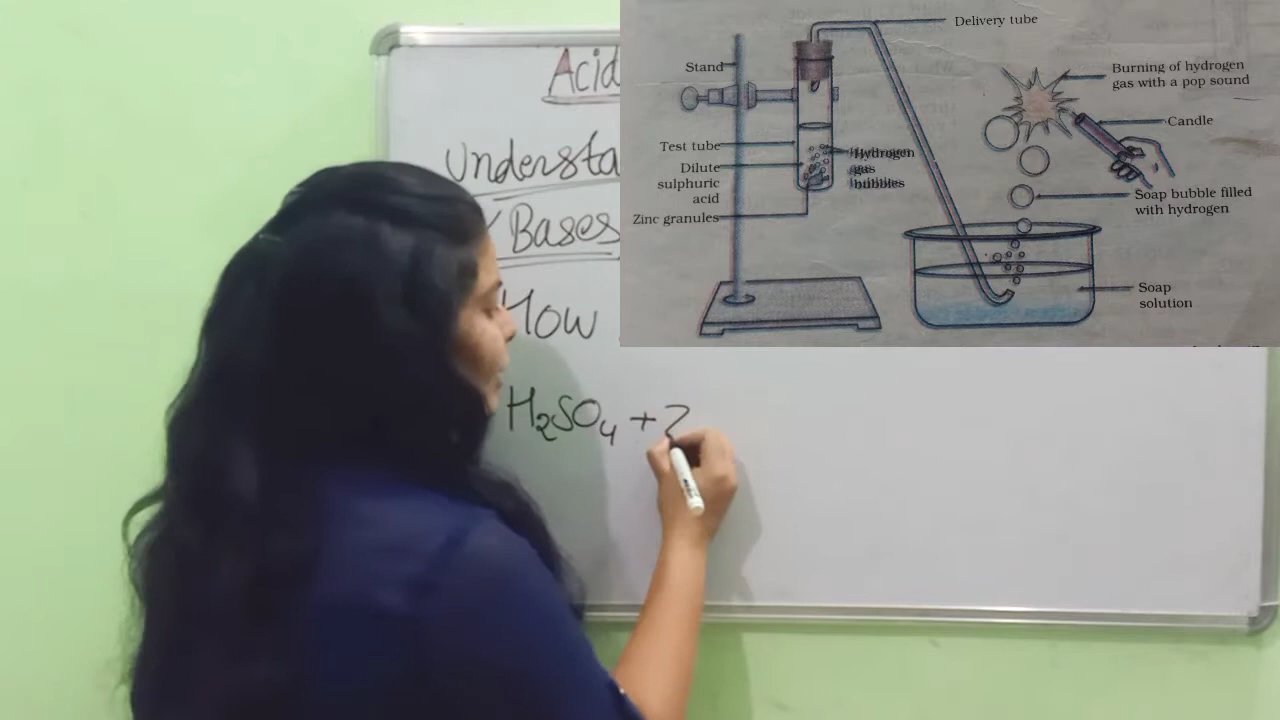 Acid
Understa
Bases
How
H₂SO₄ + Z
Delivery tube
Stand
Burning of hydrogen
gas with a pop sound
Candle
Test tube
Hydrogen
gas
bubbles
Dilute
sulphuric
acid
Soap bubble filled
with hydrogen
Zinc granules
Soap
solution